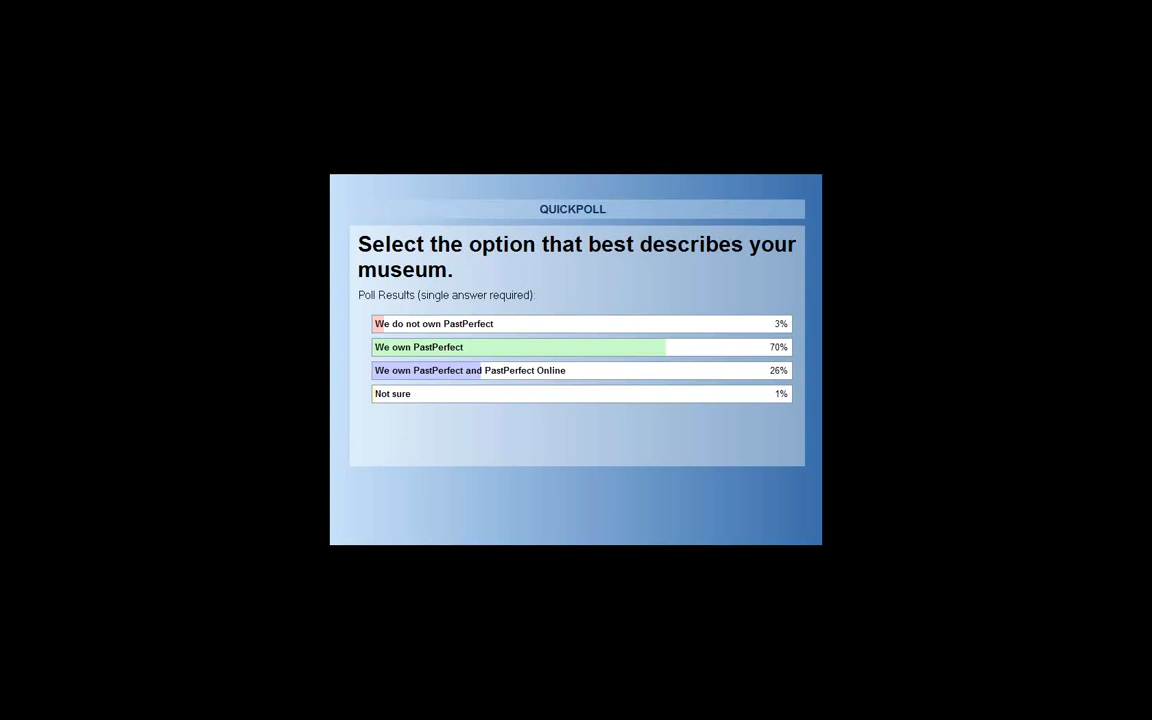 QUICKPOLL
Select the option that best describes your
museum.
Poll Results (single answer required):
We do not own PastPerfect 3%
We own PastPerfect 70%
We own PastPerfect and PastPerfect Online 26%
Not sure 1%